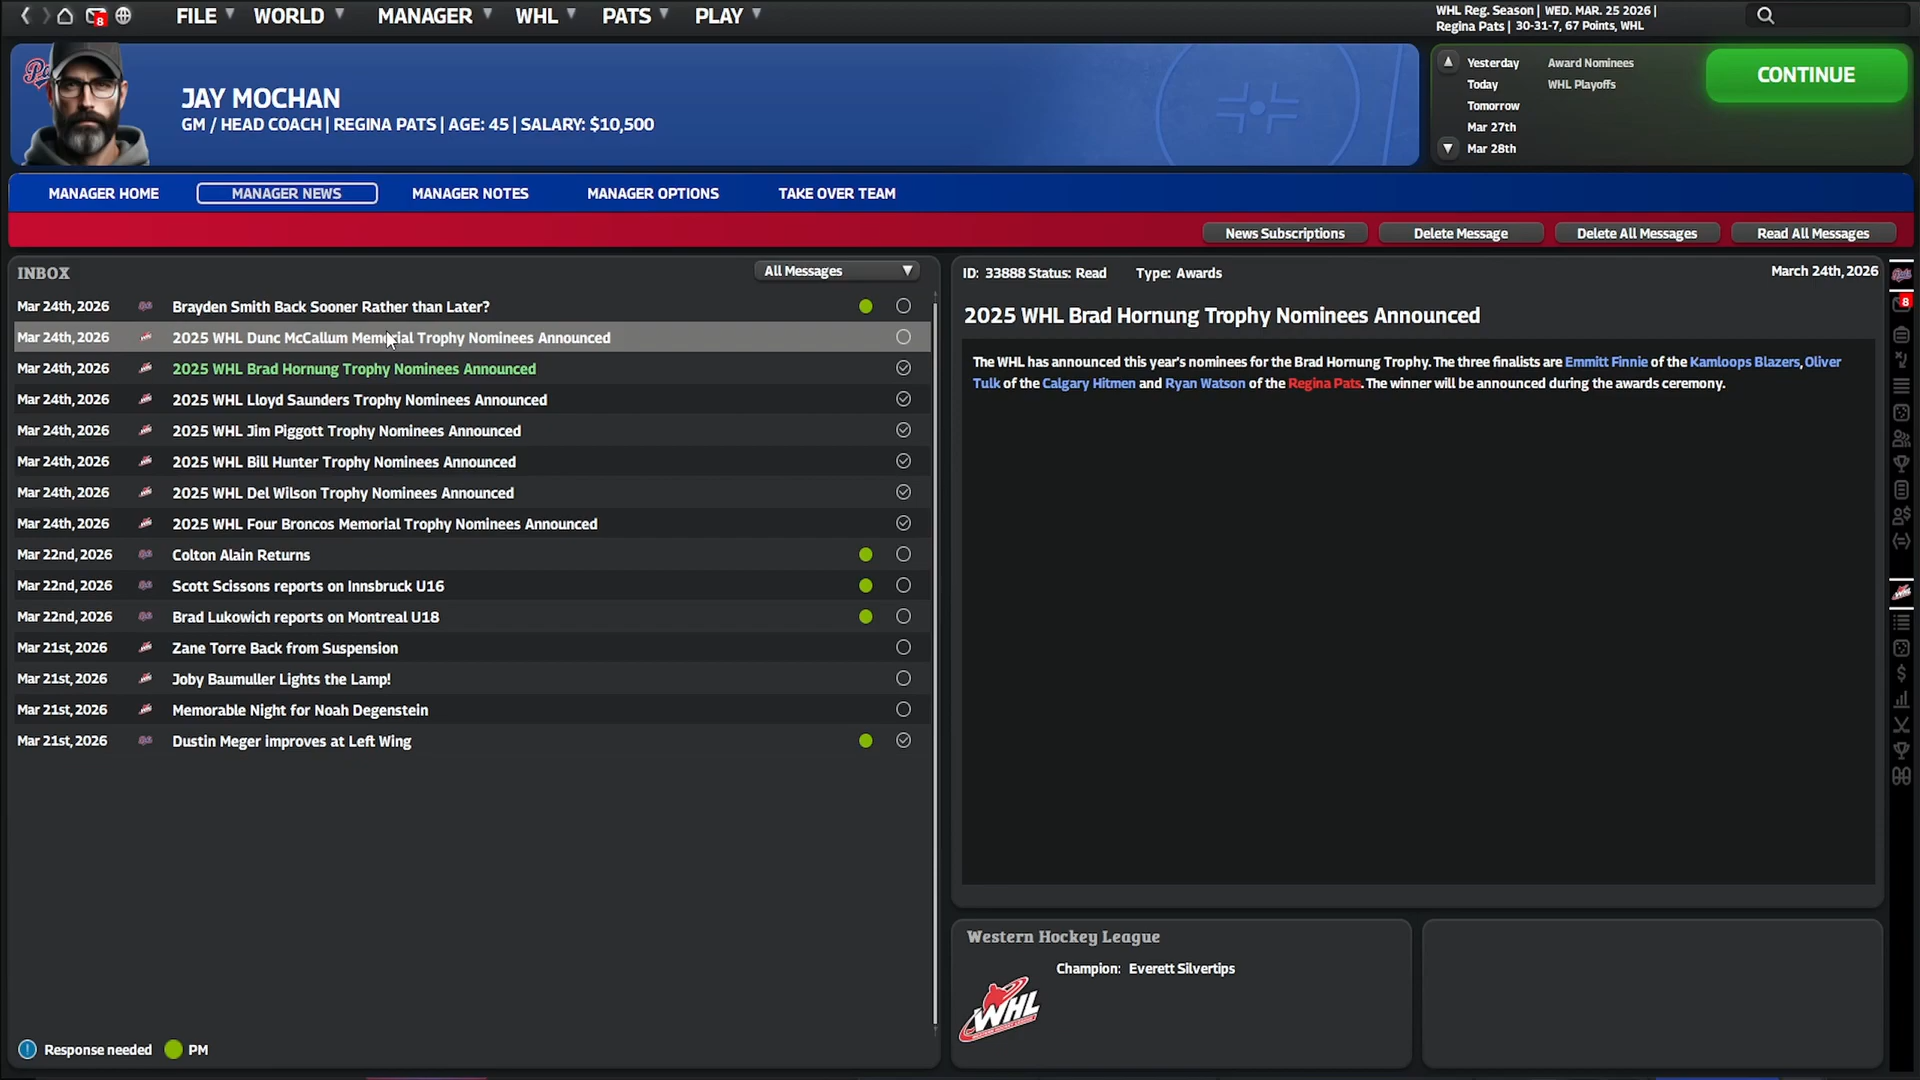 FILE WORLD MANAGER WHL PATS PLAY
8
WHL Reg. Season | WED. MAR. 25 2026 |
Regina Pats | 30-31-7, 67 Points, WHL
JAY MOCHAN
GM / HEAD COACH | REGINA PATS | AGE: 45 | SALARY: $10,500
Yesterday Award Nominees
Today WHL Playoffs
Tomorrow
Mar 27th
Mar 28th
CONTINUE
MANAGER HOME MANAGER NEWS MANAGER NOTES MANAGER OPTIONS TAKE OVER TEAM
News Subscriptions Delete Message Delete All Messages Read All Messages
INBOX All Messages
Mar 24th, 2026 Brayden Smith Back Sooner Rather than Later?
Mar 24th, 2026 2025 WHL Dunc McCallum Memorial Trophy Nominees Announced
Mar 24th, 2026 2025 WHL Brad Hornung Trophy Nominees Announced
Mar 24th, 2026 2025 WHL Lloyd Saunders Trophy Nominees Announced
Mar 24th, 2026 2025 WHL Jim Piggott Trophy Nominees Announced
Mar 24th, 2026 2025 WHL Bill Hunter Trophy Nominees Announced
Mar 24th, 2026 2025 WHL Del Wilson Trophy Nominees Announced
Mar 24th, 2026 2025 WHL Four Broncos Memorial Trophy Nominees Announced
Mar 22nd, 2026 Colton Alain Returns
Mar 22nd, 2026 Scott Scissons reports on Innsbruck U16
Mar 22nd, 2026 Brad Lukowich reports on Montreal U18
Mar 21st, 2026 Zane Torre Back from Suspension
Mar 21st, 2026 Joby Baumuller Lights the Lamp!
Mar 21st, 2026 Memorable Night for Noah Degenstein
Mar 21st, 2026 Dustin Meger improves at Left Wing
Response needed PM
ID: 33888 Status: Read Type: Awards March 24th, 2026
2025 WHL Brad Hornung Trophy Nominees Announced
The WHL has announced this year's nominees for the Brad Hornung Trophy. The three finalists are Emmitt Finnie of the Kamloops Blazers, Oliver
Tulk of the Calgary Hitmen and Ryan Watson of the Regina Pats. The winner will be announced during the awards ceremony.
Western Hockey League
Champion: Everett Silvertips
WHL
8